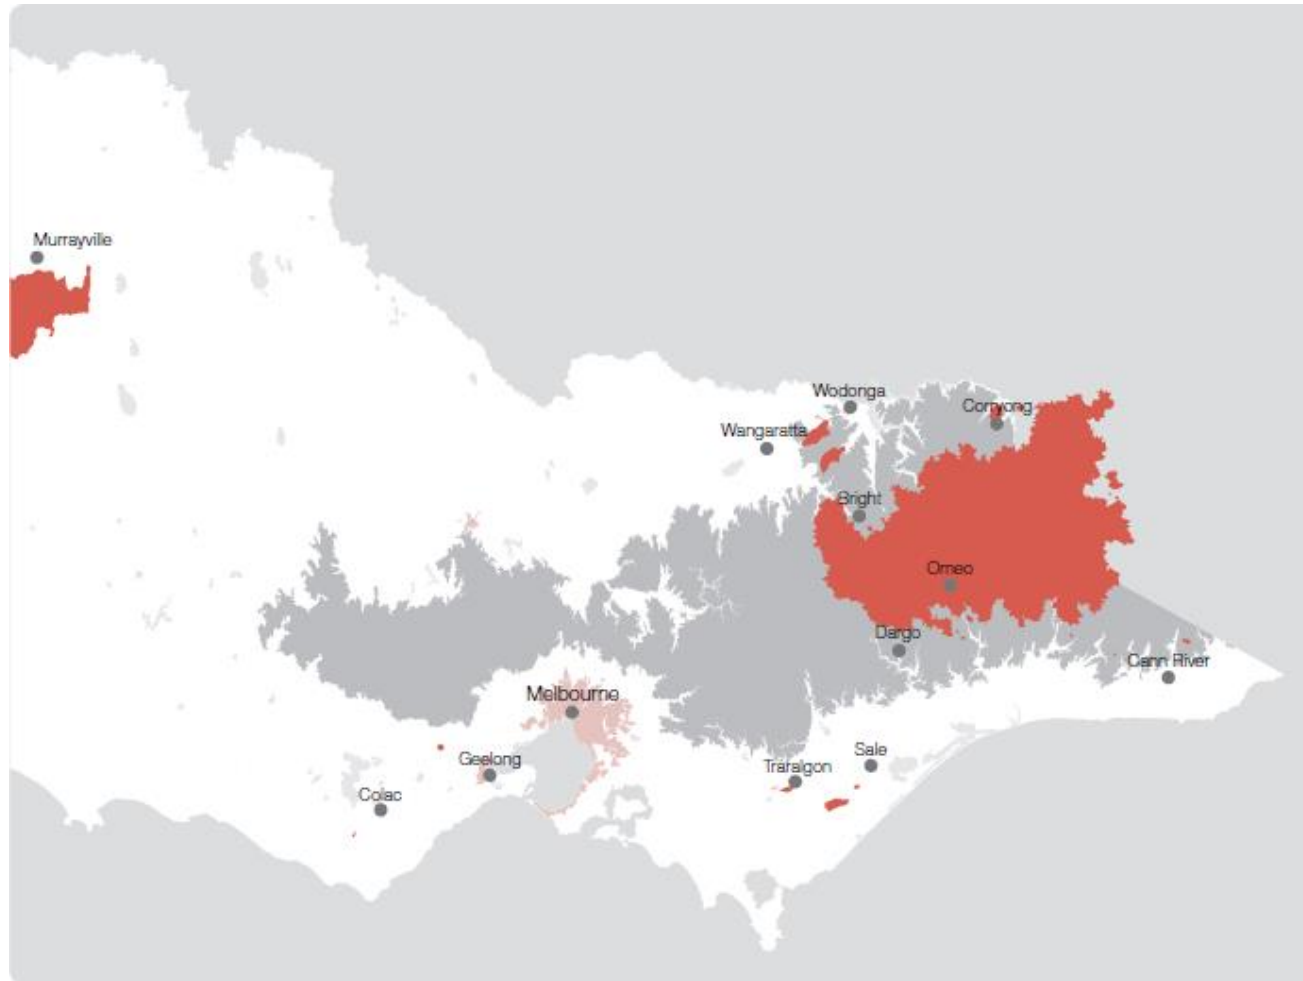 Murrayville
Wodonga
Corryong
Wangaratta
Bright
Omeo
Dargo
Cann River
Melbourne
Sale
Geelong
Traralgon
Colac